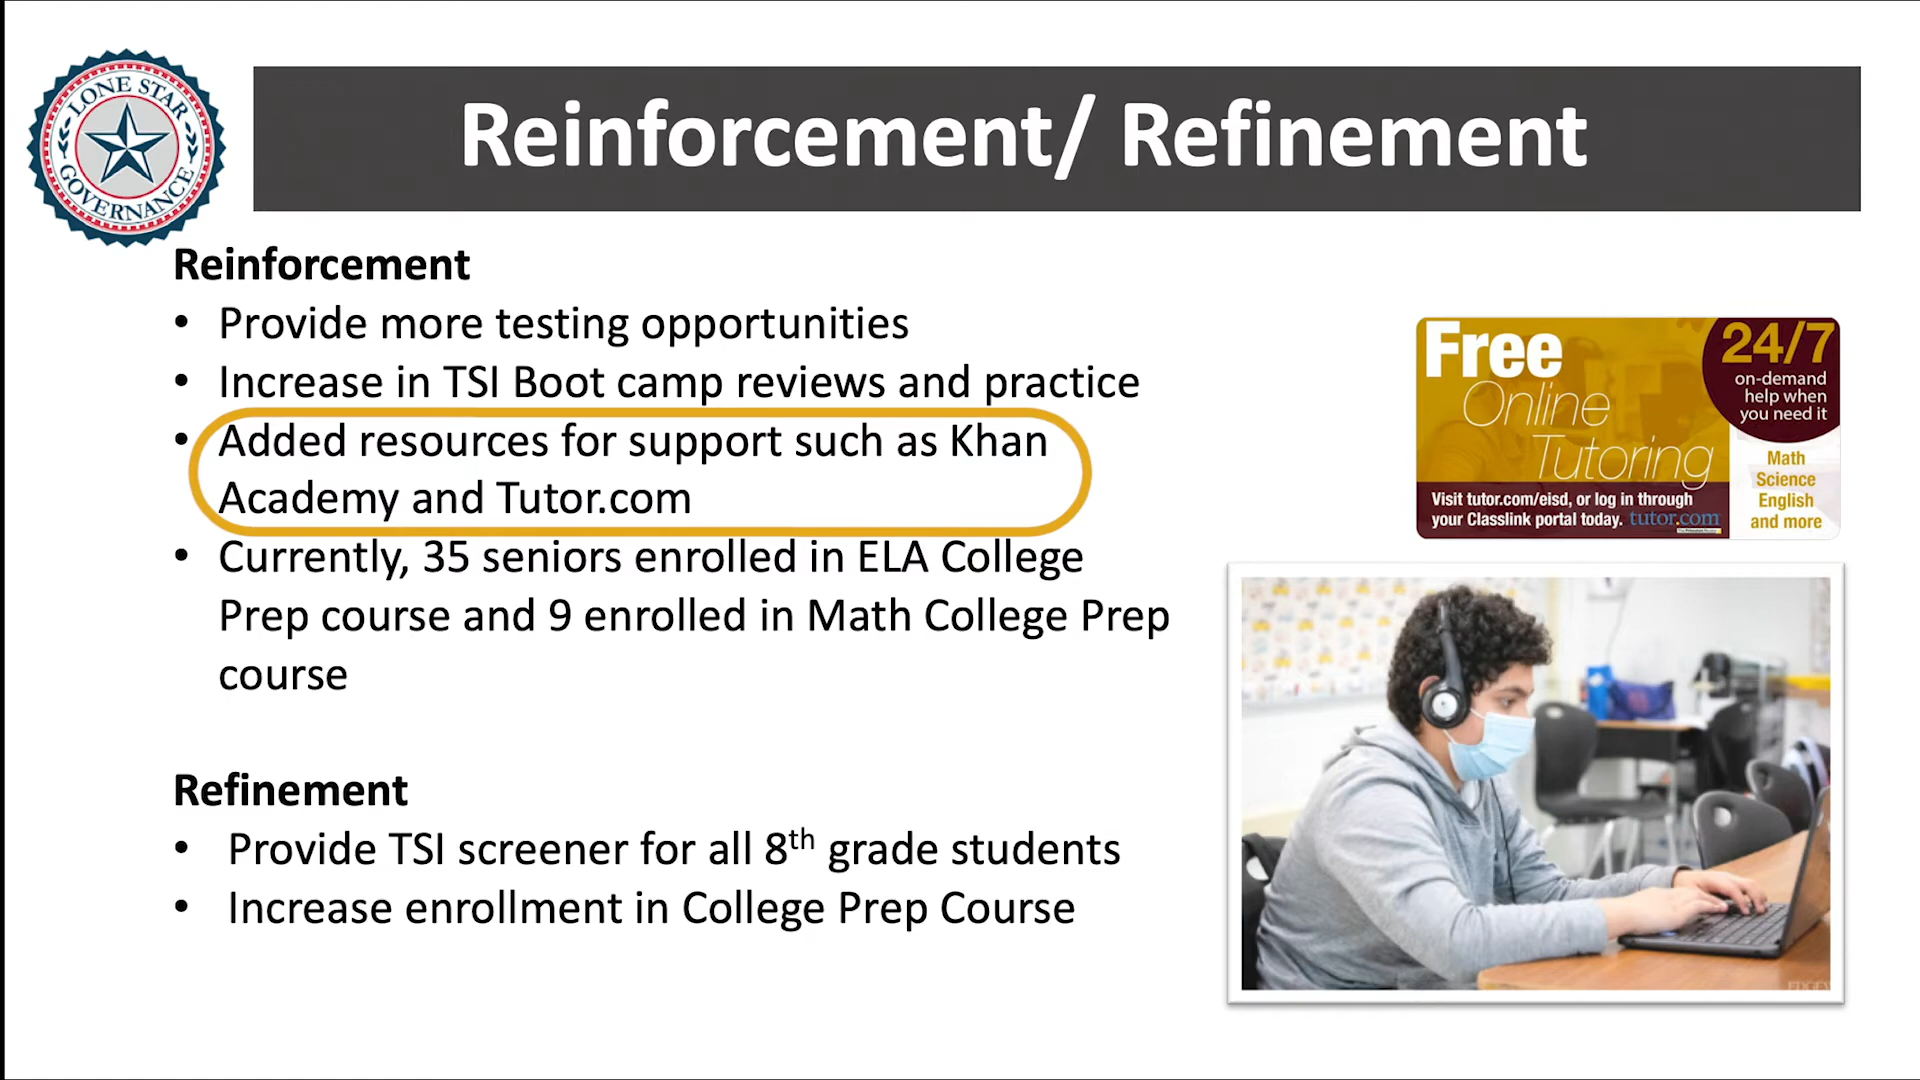 LONE STAR
GOVERNANCE
Reinforcement/ Refinement
Reinforcement
• Provide more testing opportunities
• Increase in TSI Boot camp reviews and practice
• Added resources for support such as Khan
Academy and Tutor.com
• Currently, 35 seniors enrolled in ELA College
Prep course and 9 enrolled in Math College Prep
course
Refinement
• Provide TSI screener for all 8th grade students
• Increase enrollment in College Prep Course
Free
Online
Tutoring
24/7
on-demand
help when
you need it
Math
Science
English
and more
Visit tutor.com/eisd, or log in through
your Classlink portal today. tutor.com